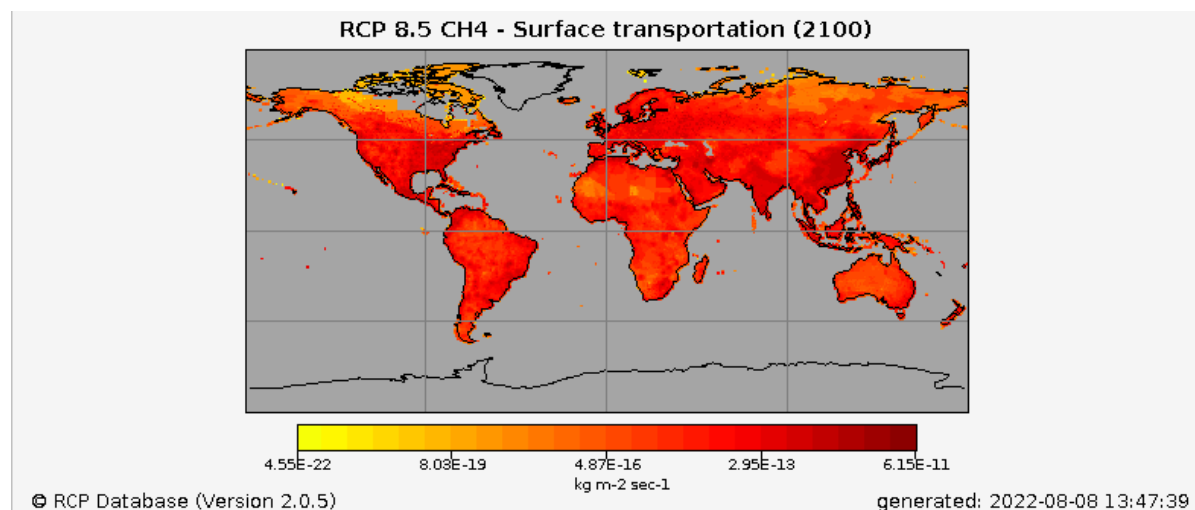 RCP 8.5 CH4 - Surface transportation (2100)
4.55E-22 8.03E-19 4.87E-16 2.95E-13 6.15E-11
kg m-2 sec-1
© RCP Database (Version 2.0.5) generated: 2022-08-08 13:47:39